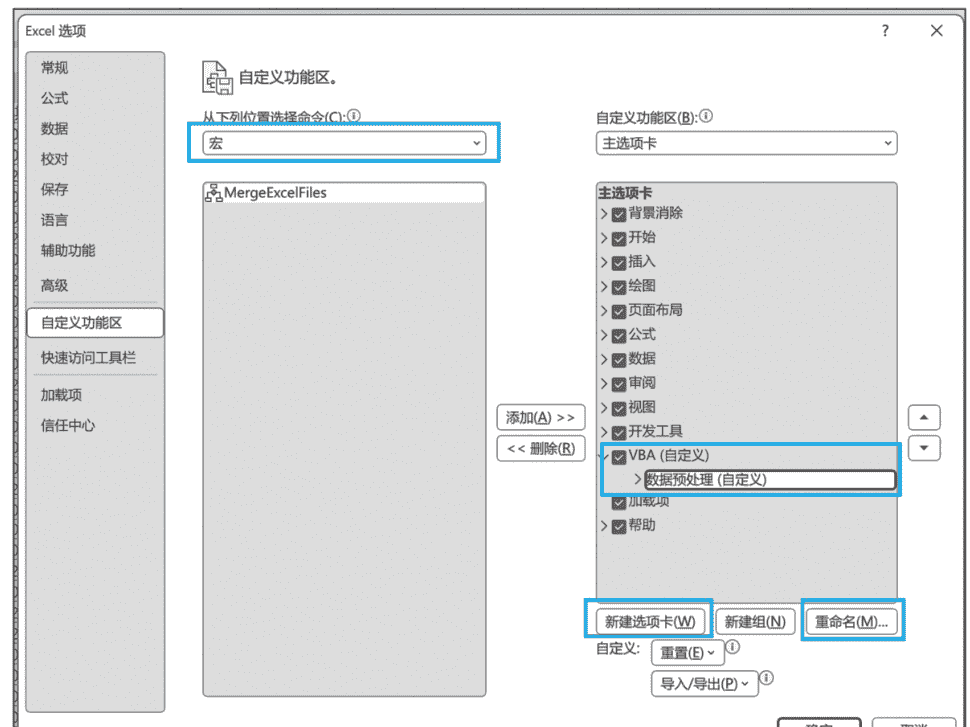 Excel 选项
?
常规
公式
数据
校对
保存
语言
辅助功能
高级
自定义功能区
快速访问工具栏
加载项
信任中心
自定义功能区。
从下列位置选择命令(C):
宏
MergeExcelFiles
添加(A) >>
<< 删除(R)
自定义功能区(B):
主选项卡
主选项卡
背景消除
开始
插入
绘图
页面布局
公式
数据
审阅
视图
开发工具
VBA (自定义)
数据预处理 (自定义)
加载项
帮助
新建选项卡(W) 新建组(N) 重命名(M)...
自定义: 重置(E)
导入/导出(P)